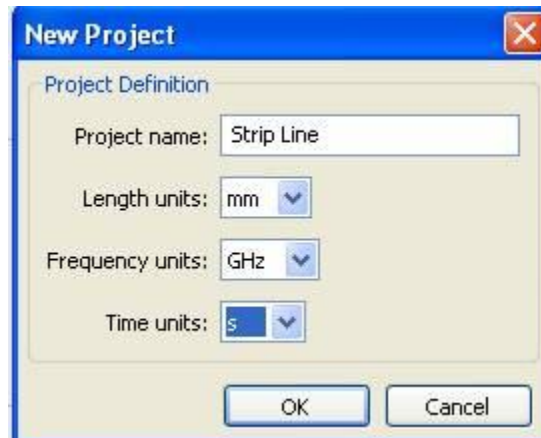 New Project
Project Definition
Project name: Strip Line
Length units: mm
Frequency units: GHz
Time units: s
OK Cancel